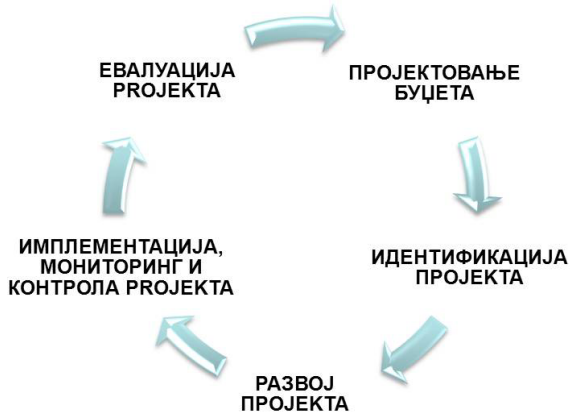 ЕВАЛУАЦИЈА
PROJEKTA
ПРОЈЕКТОВАЊЕ
БУЏЕТА
ИДЕНТИФИКАЦИЈА
ПРОЈЕКТА
РАЗВОЈ
ПРОЈЕКТА
ИМПЛЕМЕНТАЦИЈА,
МОНИТОРИНГ И
КОНТРОЛА PROJEKTA